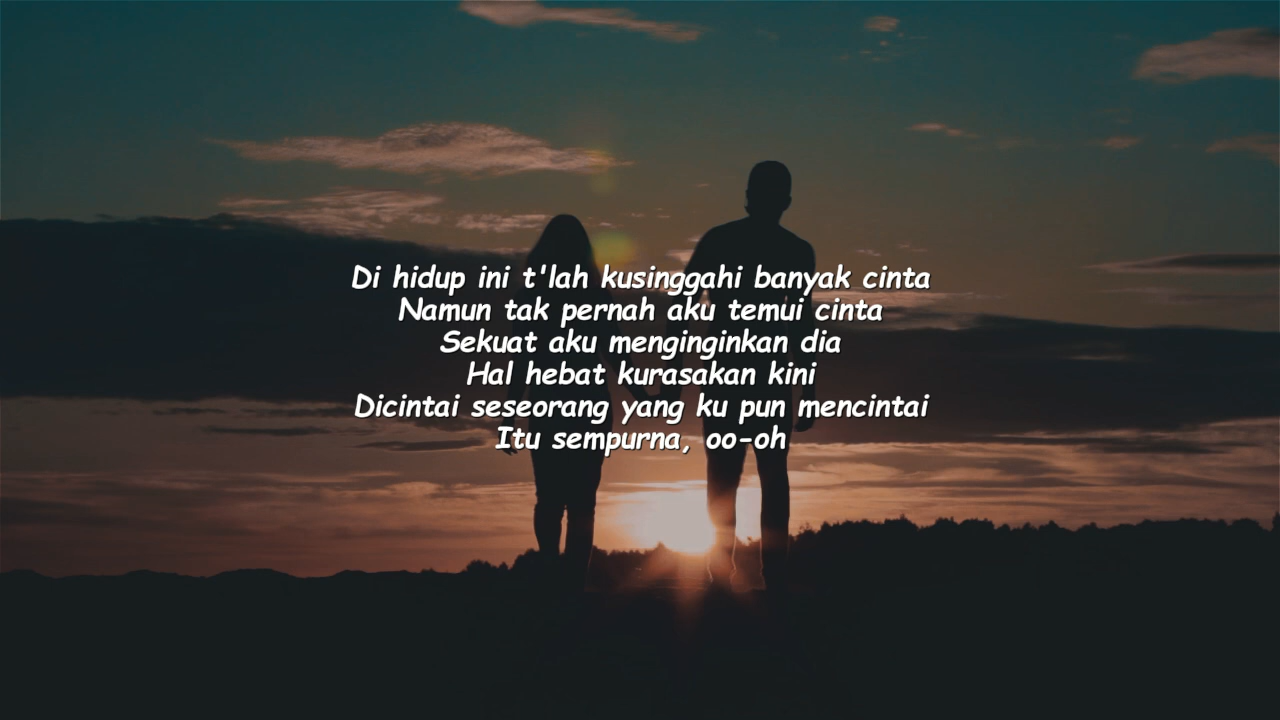 Di hidup ini t'lah kusinggahi banyak cinta
Namun tak pernah aku temui cinta
Sekuat aku menginginkan dia
Hal hebat kurasakan kini
Dicintai seseorang yang ku pun mencintai
Itu sempurna, oo-oh